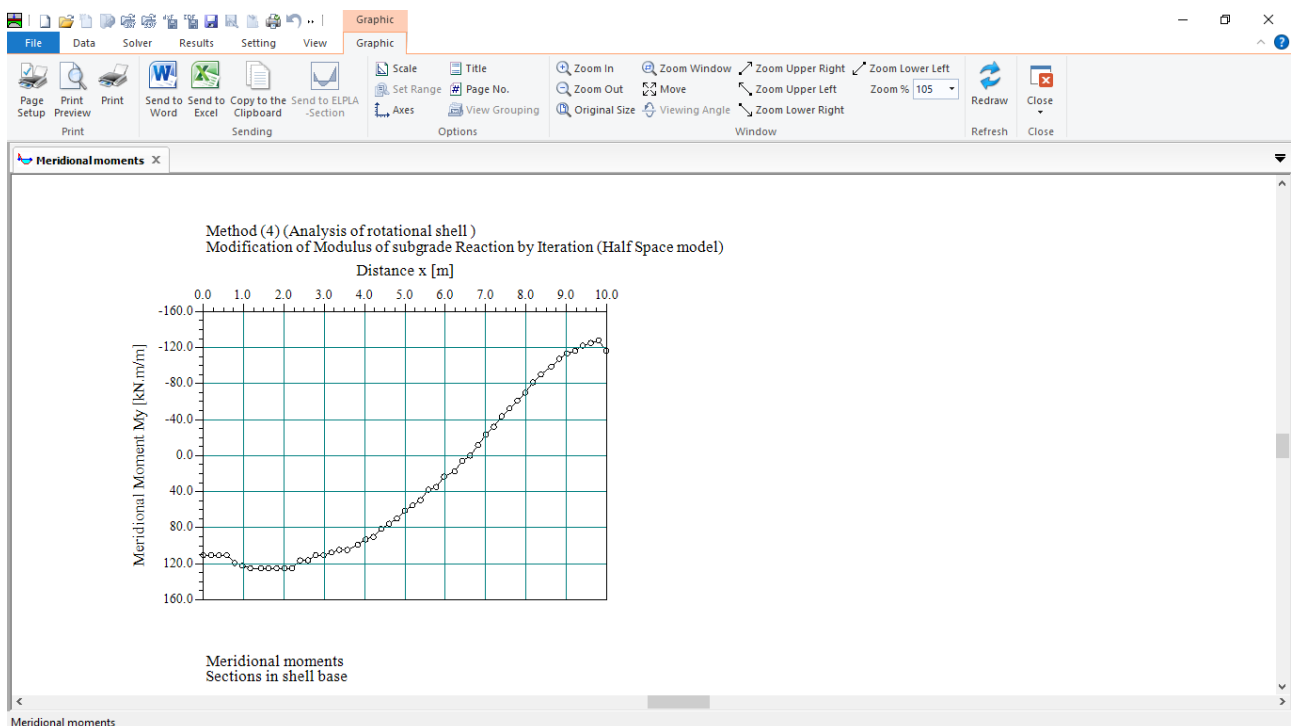 Graphic
File Data Solver Results Setting View Graphic
Scale Title Zoom In Zoom Window Zoom Upper Right Zoom Lower Left
Set Range # Page No. Zoom Out Move Zoom Upper Left Zoom % 105
Page Setup Print Preview Print Send to Word Send to Excel Copy to the Clipboard Send to ELPLA -Section Axes View Grouping Original Size Viewing Angle Zoom Lower Right Redraw Close
Print Sending Options Window Refresh Close
Meridional moments X
Method (4) (Analysis of rotational shell )
Modification of Modulus of subgrade Reaction by Iteration (Half Space model)
Distance x [m]
0.0 1.0 2.0 3.0 4.0 5.0 6.0 7.0 8.0 9.0 10.0
-160.0
-120.0
-80.0
-40.0
0.0
40.0
80.0
120.0
160.0
Meridional Moment My [kN.m/m]
Meridional moments
Sections in shell base
Meridional moments